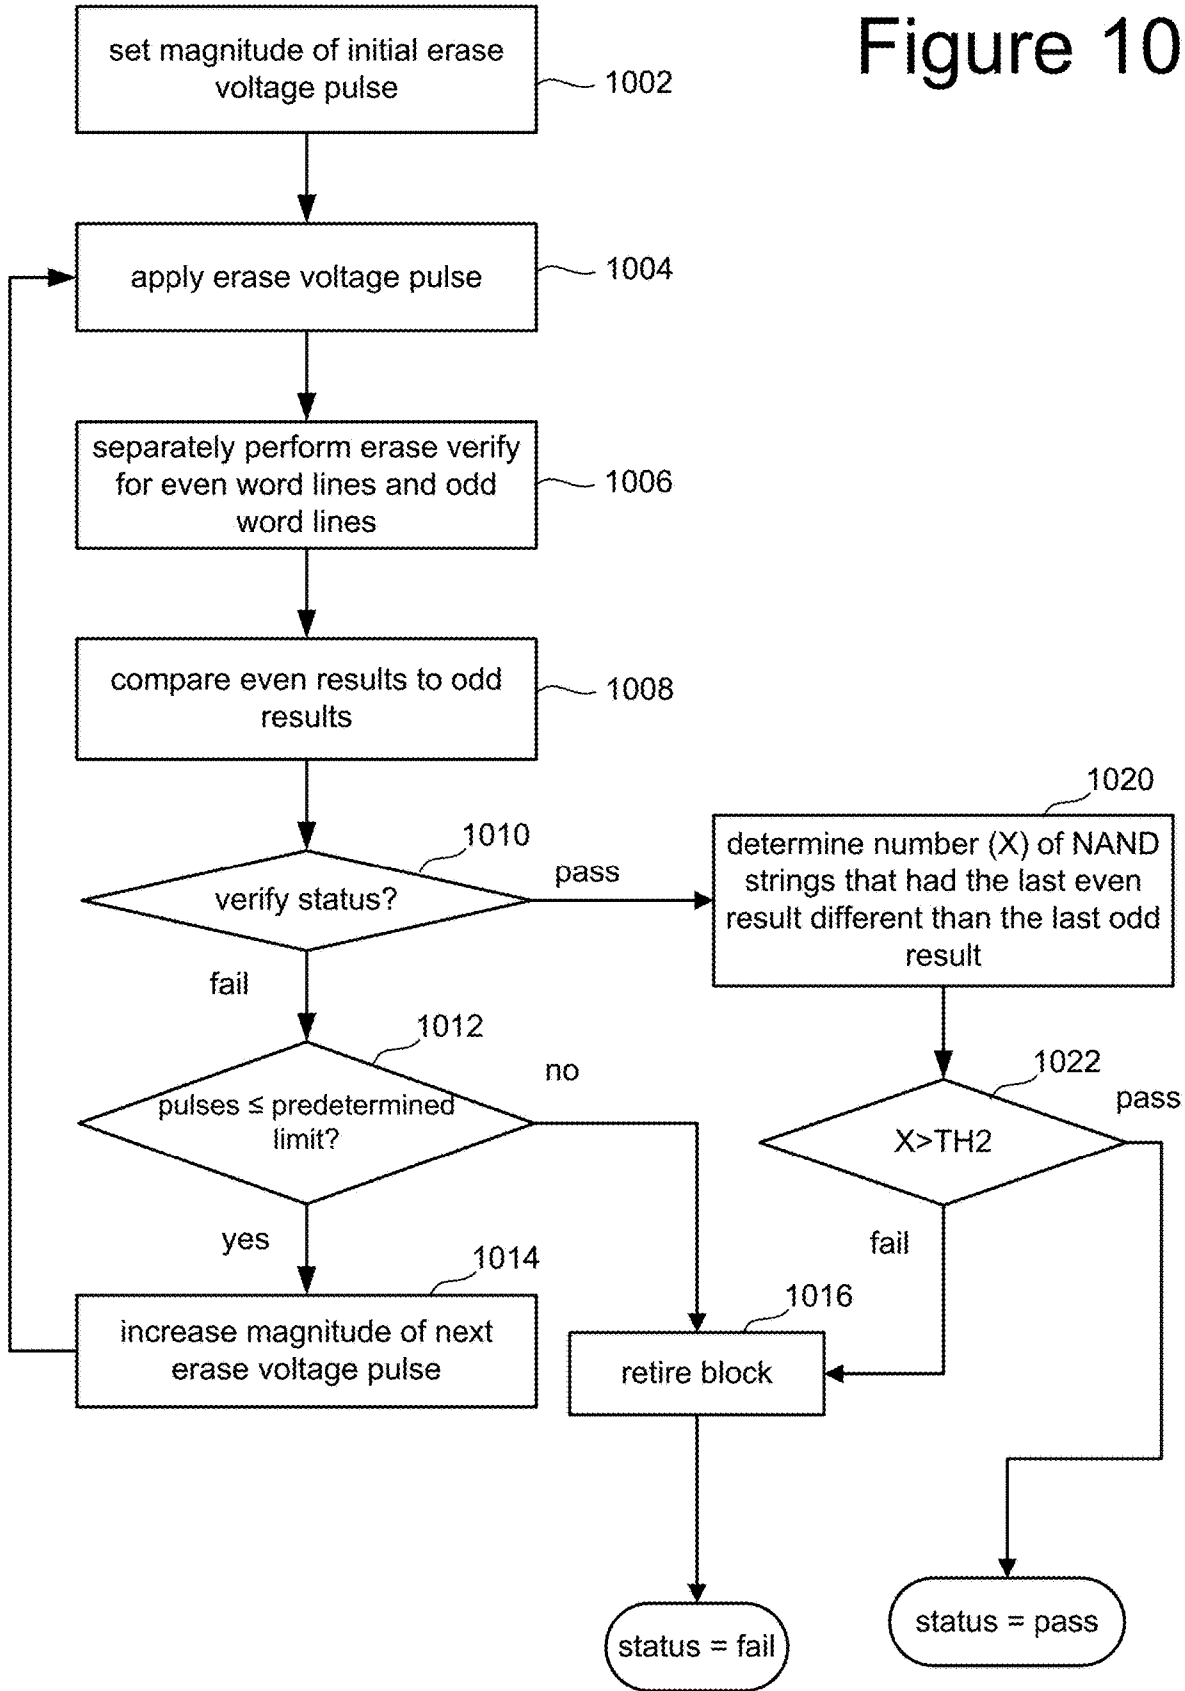 Figure 10
set magnitude of initial erase
voltage pulse
1002
apply erase voltage pulse
1004
separately perform erase verify
for even word lines and odd
word lines
1006
compare even results to odd
results
1008
verify status?
1010
pass
fail
1020
determine number (X) of NAND
strings that had the last even
result different than the last odd
result
pulses ≤ predetermined
limit?
1012
no
yes
1022
X>TH2
pass
fail
1014
increase magnitude of next
erase voltage pulse
1016
retire block
status = fail
status = pass